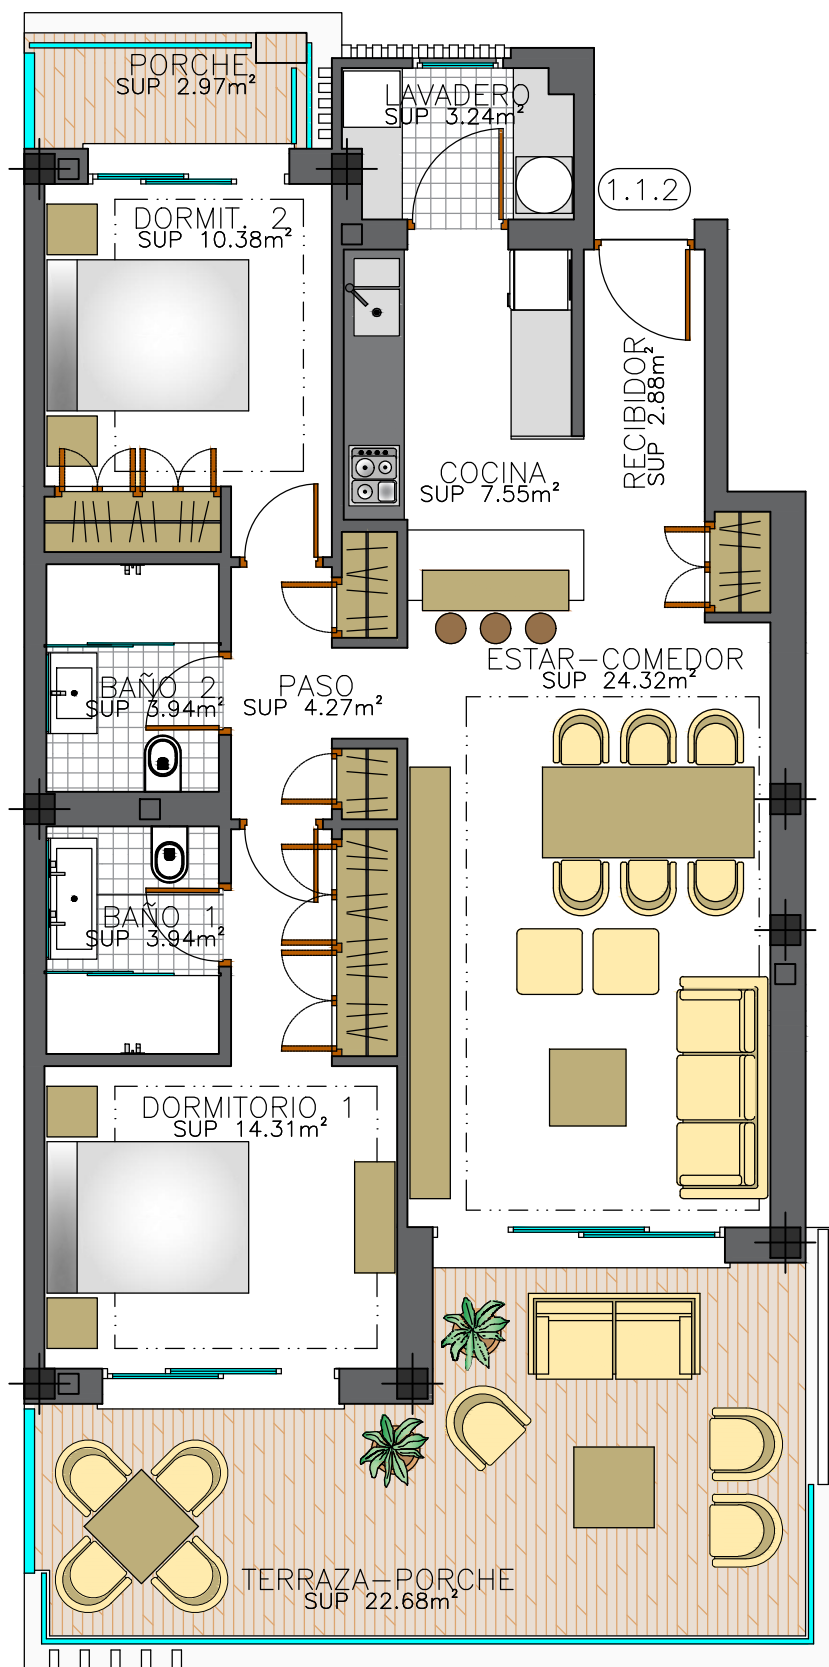 PORCHE
SUP 2.97m²
LAVADERO
SUP 3.24m²
1.1.2
DORMIT. 2
SUP 10.38m²
RECIBIDOR
SUP 2.88m²
COCINA
SUP 7.55m²
ESTAR-COMEDOR
SUP 24.32m²
BAÑO 2
SUP 3.94m²
PASO
SUP 4.27m²
BAÑO 1
SUP 3.94m²
DORMITORIO 1
SUP 14.31m²
TERRAZA-PORCHE
SUP 22.68m²